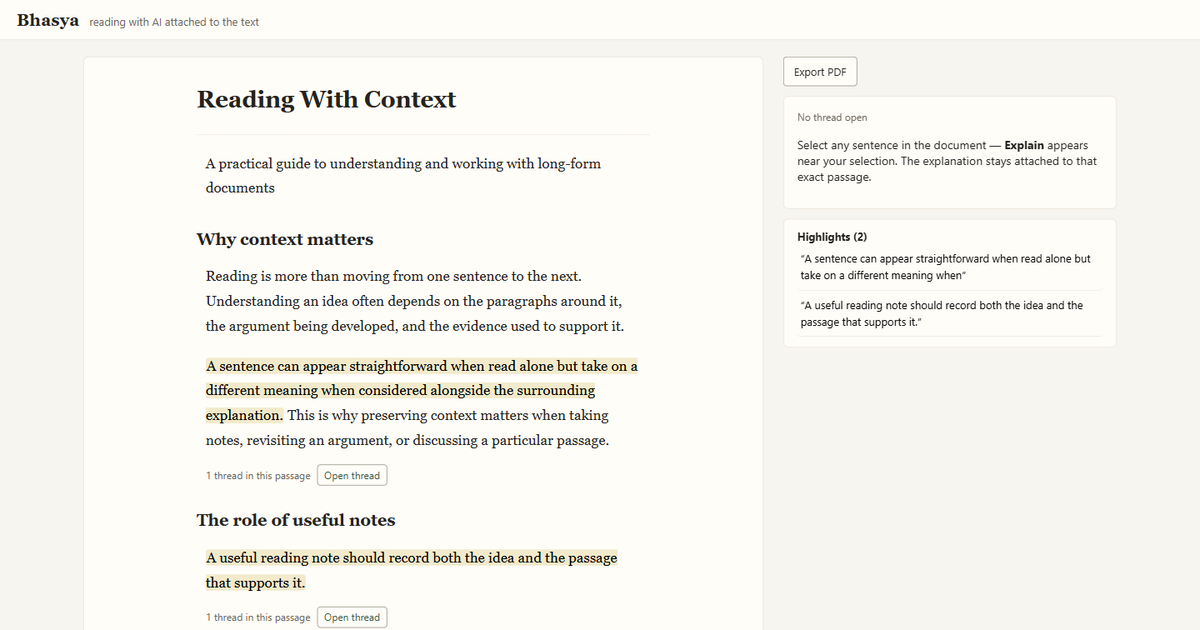 Bhasya reading with AI attached to the text
Reading With Context
A practical guide to understanding and working with long-form
documents
Why context matters
Reading is more than moving from one sentence to the next.
Understanding an idea often depends on the paragraphs around it,
the argument being developed, and the evidence used to support it.
A sentence can appear straightforward when read alone but take on a
different meaning when considered alongside the surrounding
explanation. This is why preserving context matters when taking
notes, revisiting an argument, or discussing a particular passage.
1 thread in this passage Open thread
The role of useful notes
A useful reading note should record both the idea and the passage
that supports it.
1 thread in this passage Open thread
Export PDF
No thread open
Select any sentence in the document — Explain appears
near your selection. The explanation stays attached to that
exact passage.
Highlights (2)
“A sentence can appear straightforward when read alone but
take on a different meaning when”
“A useful reading note should record both the idea and the
passage that supports it.”